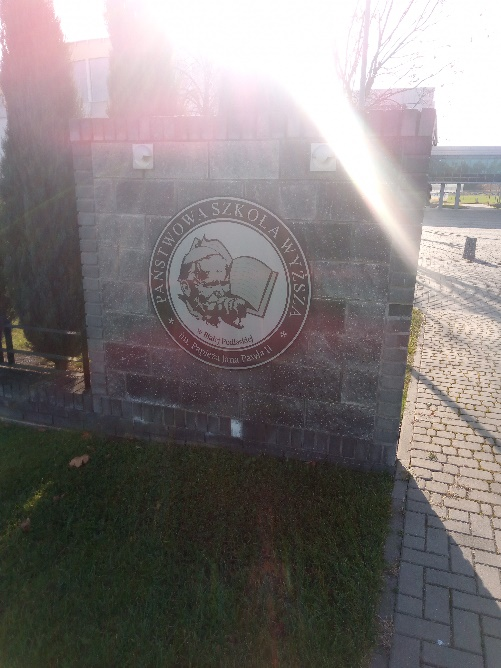 PAŃSTWOWA SZKOŁA WYŻSZA
w Białej Podlaskiej
im. Papieża Jana Pawła II